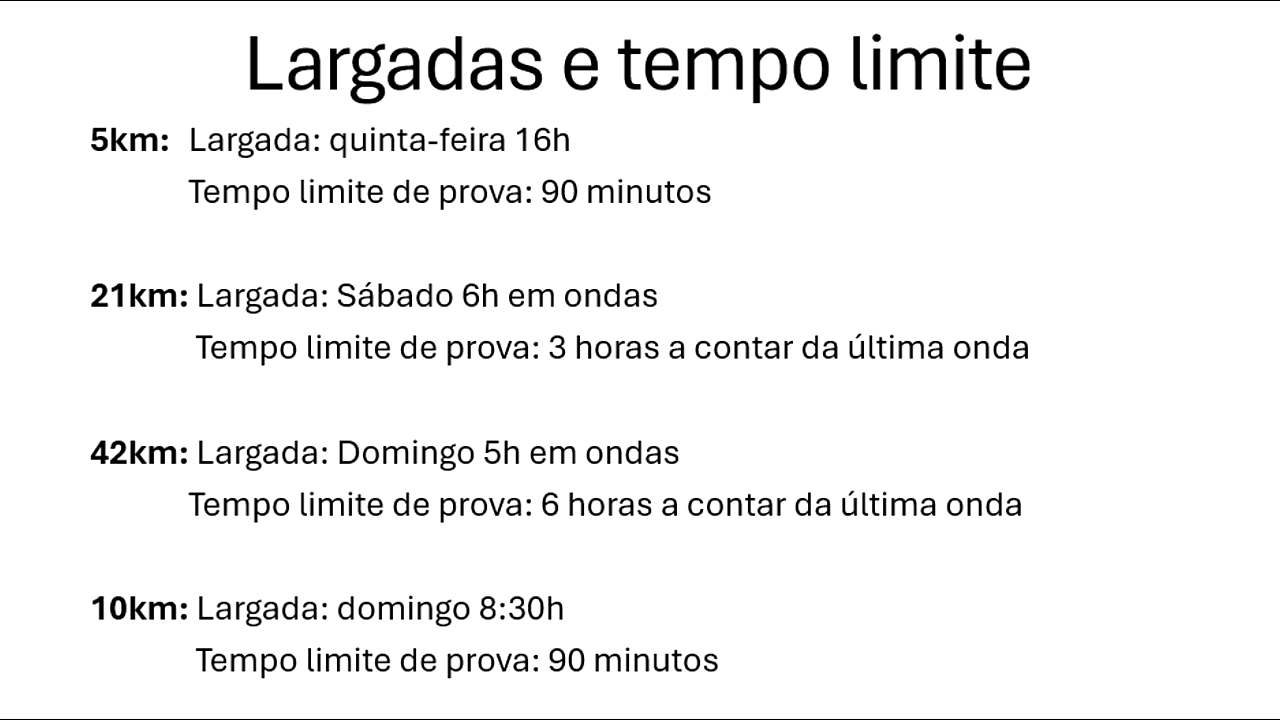 Largadas e tempo limite
5km: Largada: quinta-feira 16h
Tempo limite de prova: 90 minutos
21km: Largada: Sábado 6h em ondas
Tempo limite de prova: 3 horas a contar da última onda
42km: Largada: Domingo 5h em ondas
Tempo limite de prova: 6 horas a contar da última onda
10km: Largada: domingo 8:30h
Tempo limite de prova: 90 minutos